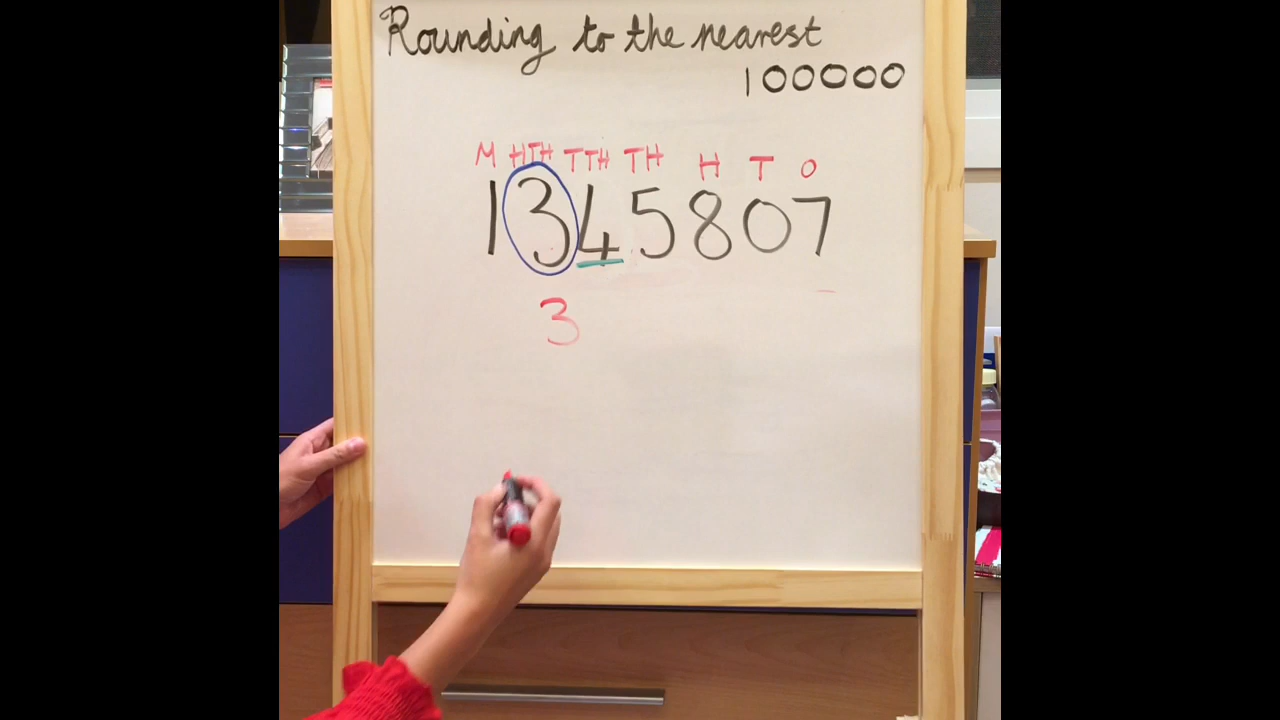 Rounding to the nearest
100000
M HTH TTH TH H T O
1345807
3